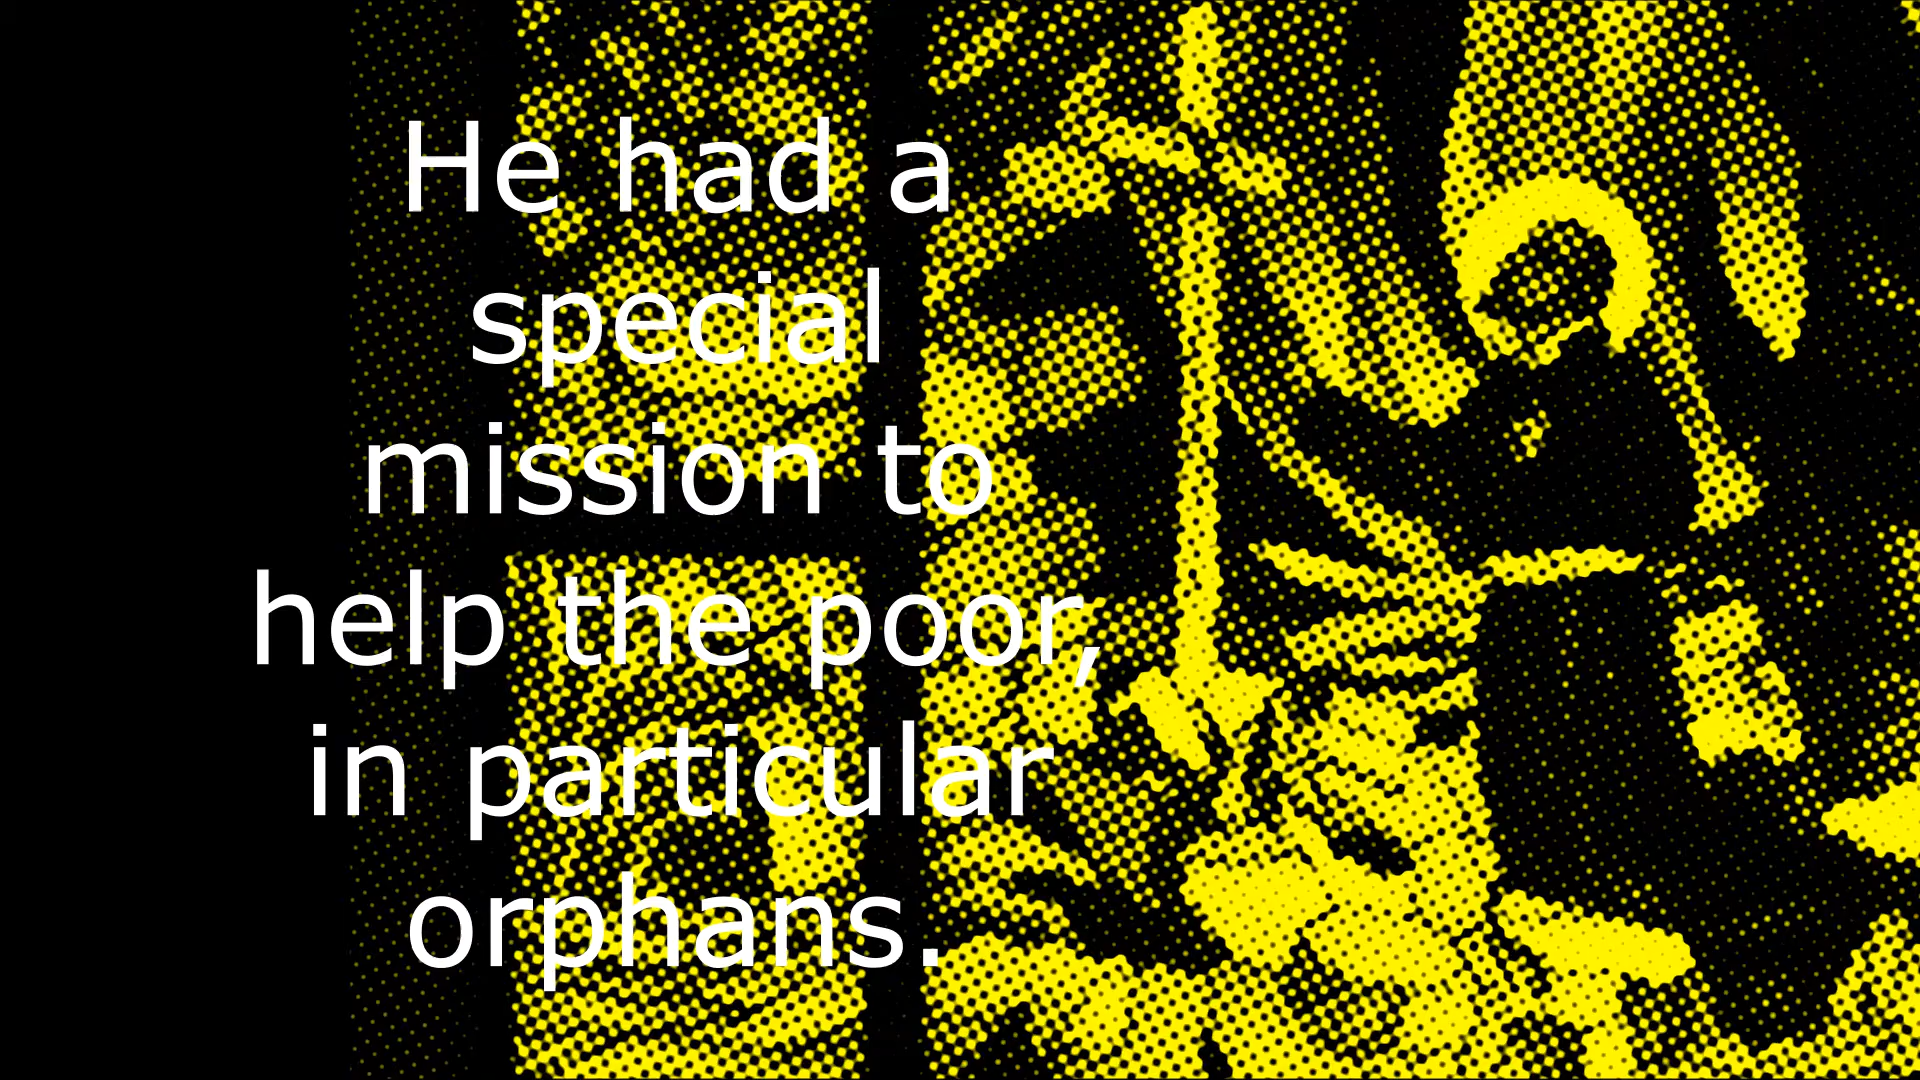 He had a
special
mission to
help the poor,
in particular
orphans.